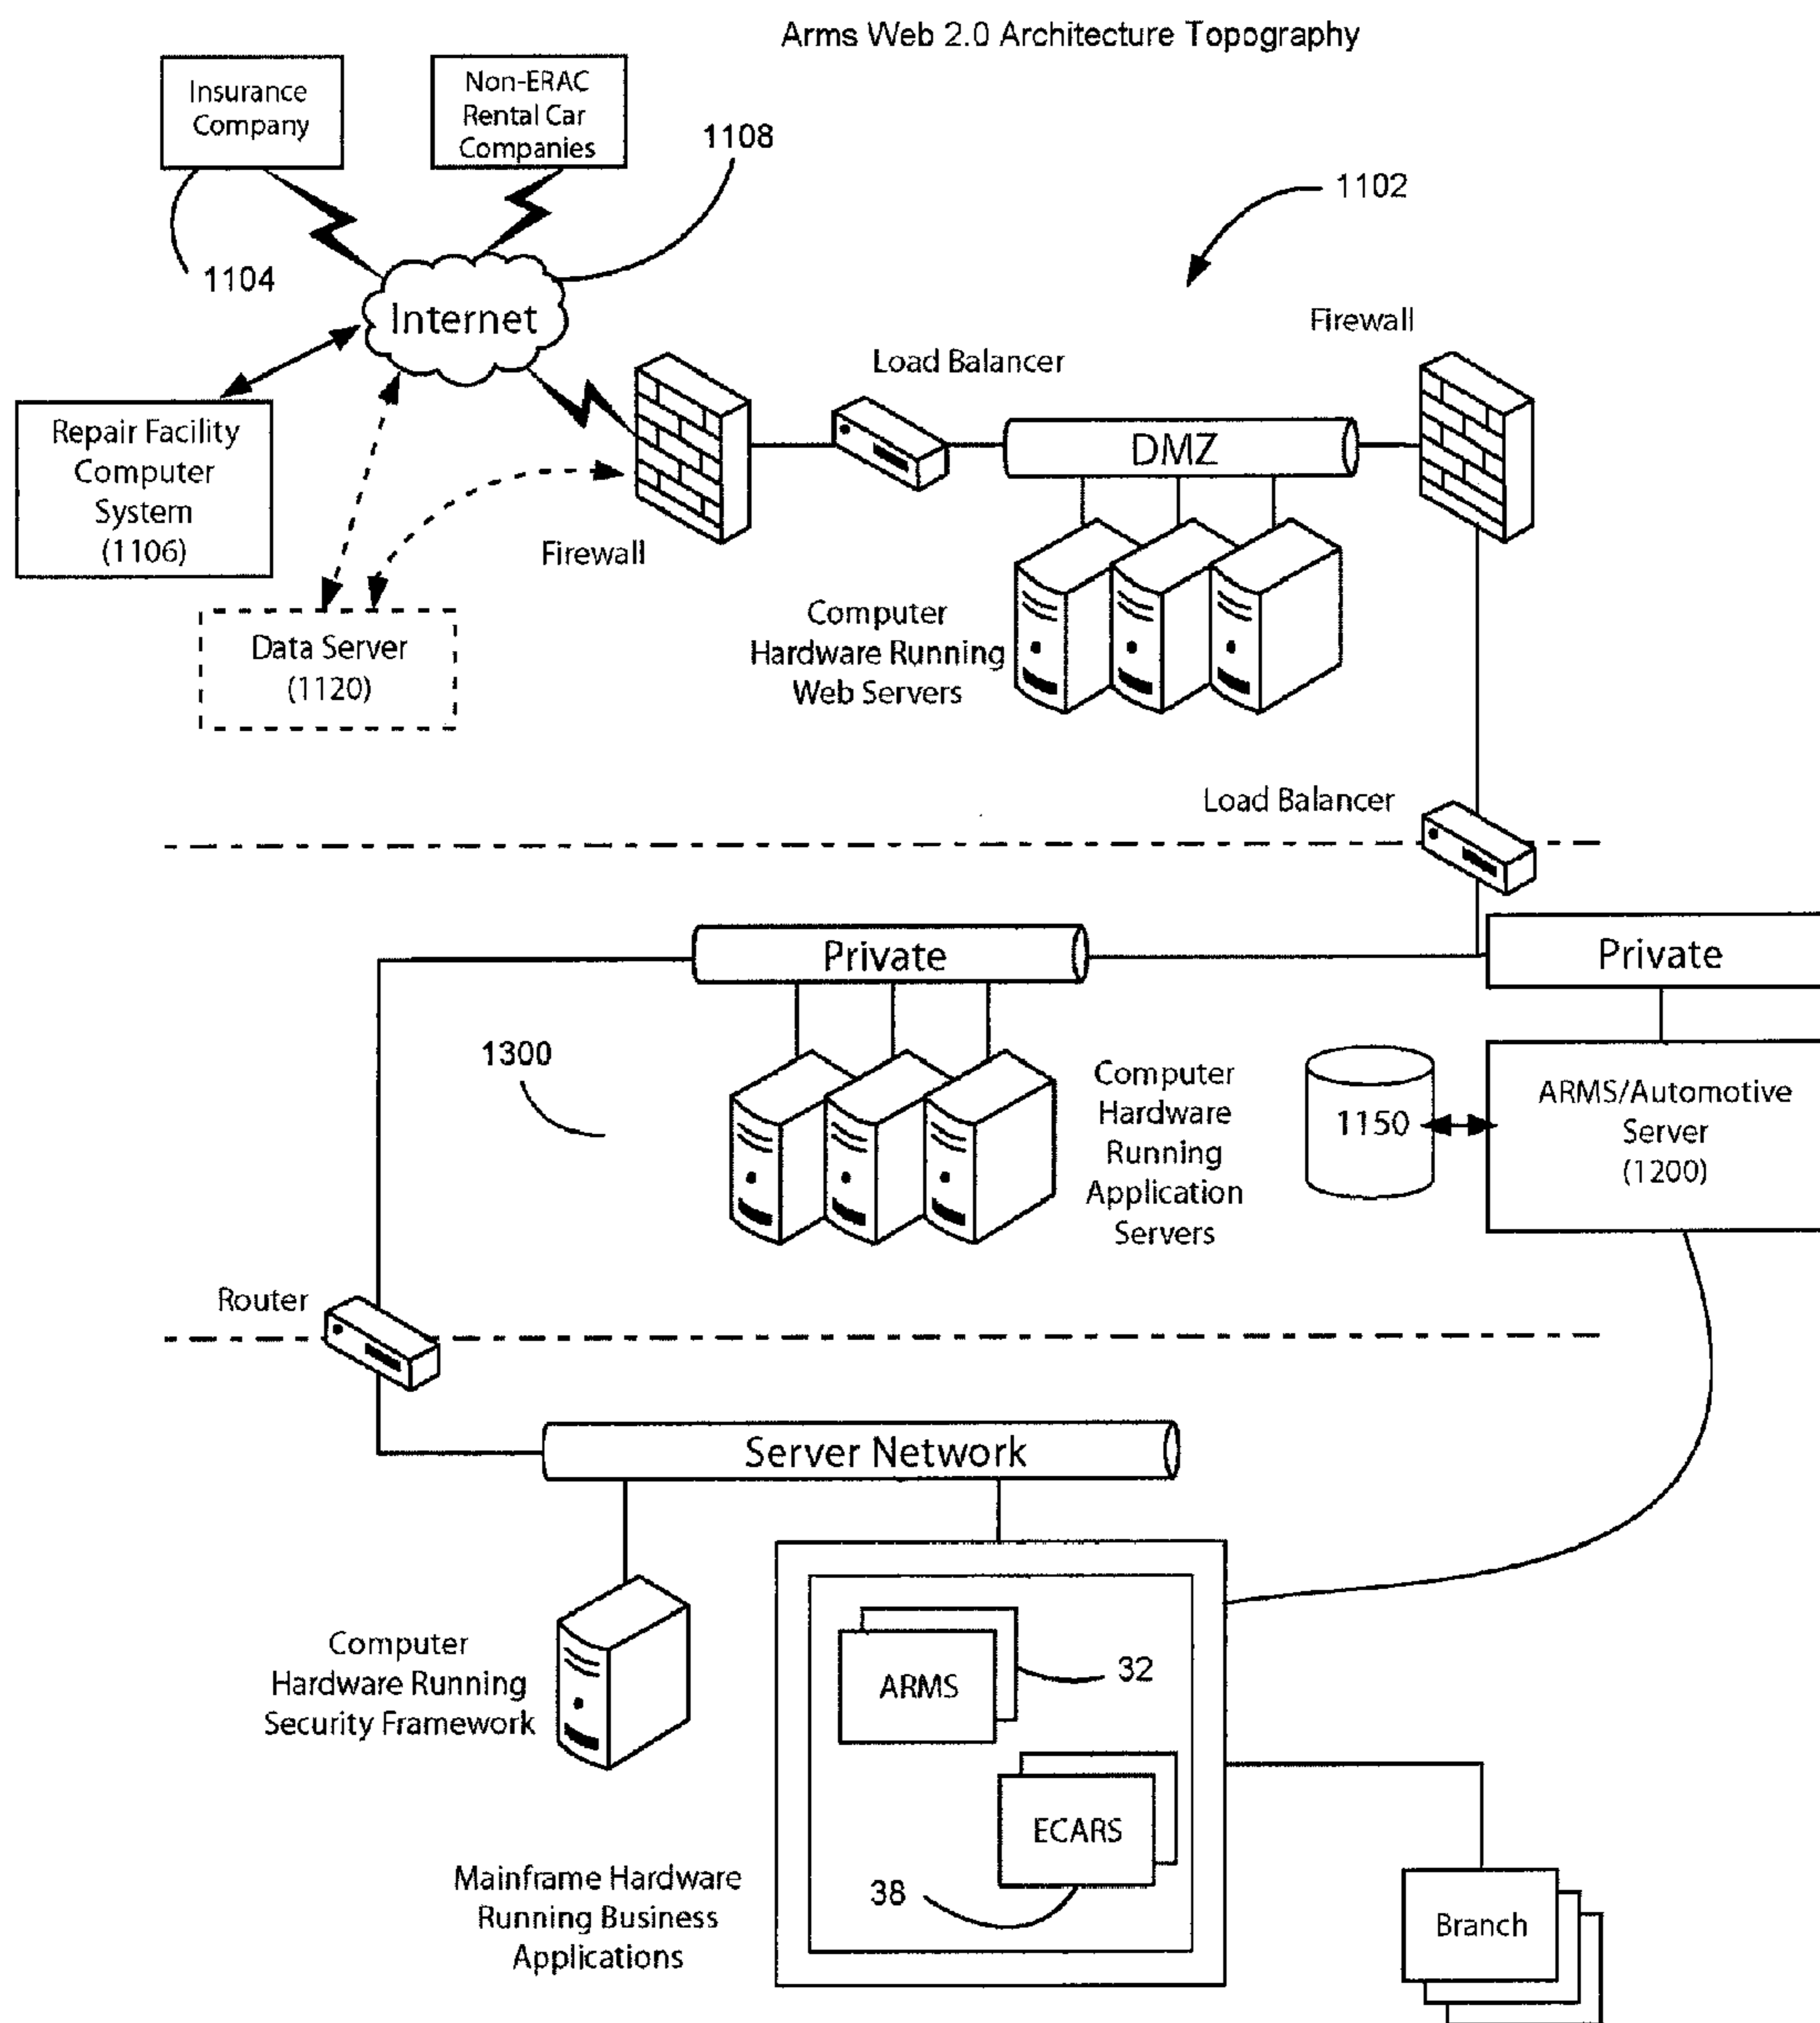 Arms Web 2.0 Architecture Topography
Insurance
Company
Non-ERAC
Rental Car
Companies
1108
1102
1104
Internet
Firewall
Load Balancer
Repair Facility
Computer
System
(1106)
DMZ
Firewall
Data Server
(1120)
Computer
Hardware Running
Web Servers
Load Balancer
Private
Private
1300
Computer
Hardware
Running
Application
Servers
1150
ARMS/Automotive
Server
(1200)
Router
Server Network
Computer
Hardware Running
Security Framework
ARMS
32
ECARS
38
Mainframe Hardware
Running Business
Applications
Branch